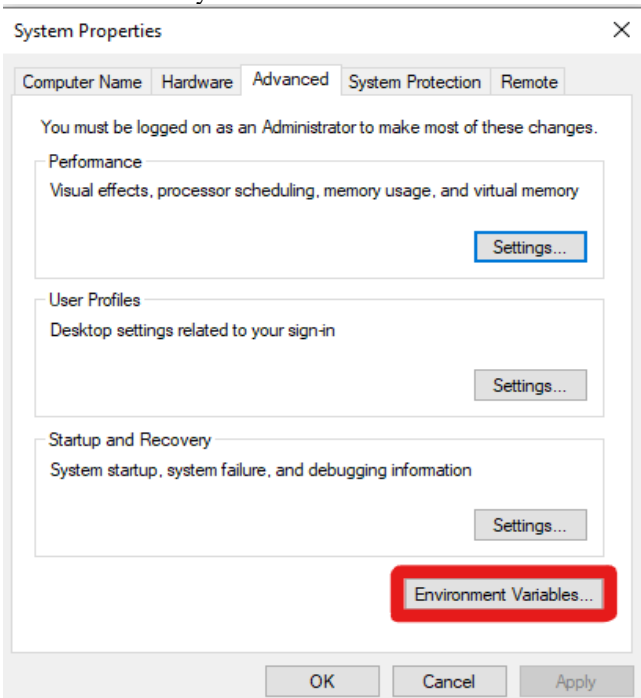 System Properties
Computer Name Hardware Advanced System Protection Remote
You must be logged on as an Administrator to make most of these changes.
Performance
Visual effects, processor scheduling, memory usage, and virtual memory
Settings...
User Profiles
Desktop settings related to your sign-in
Settings...
Startup and Recovery
System startup, system failure, and debugging information
Settings...
Environment Variables...
OK Cancel Apply